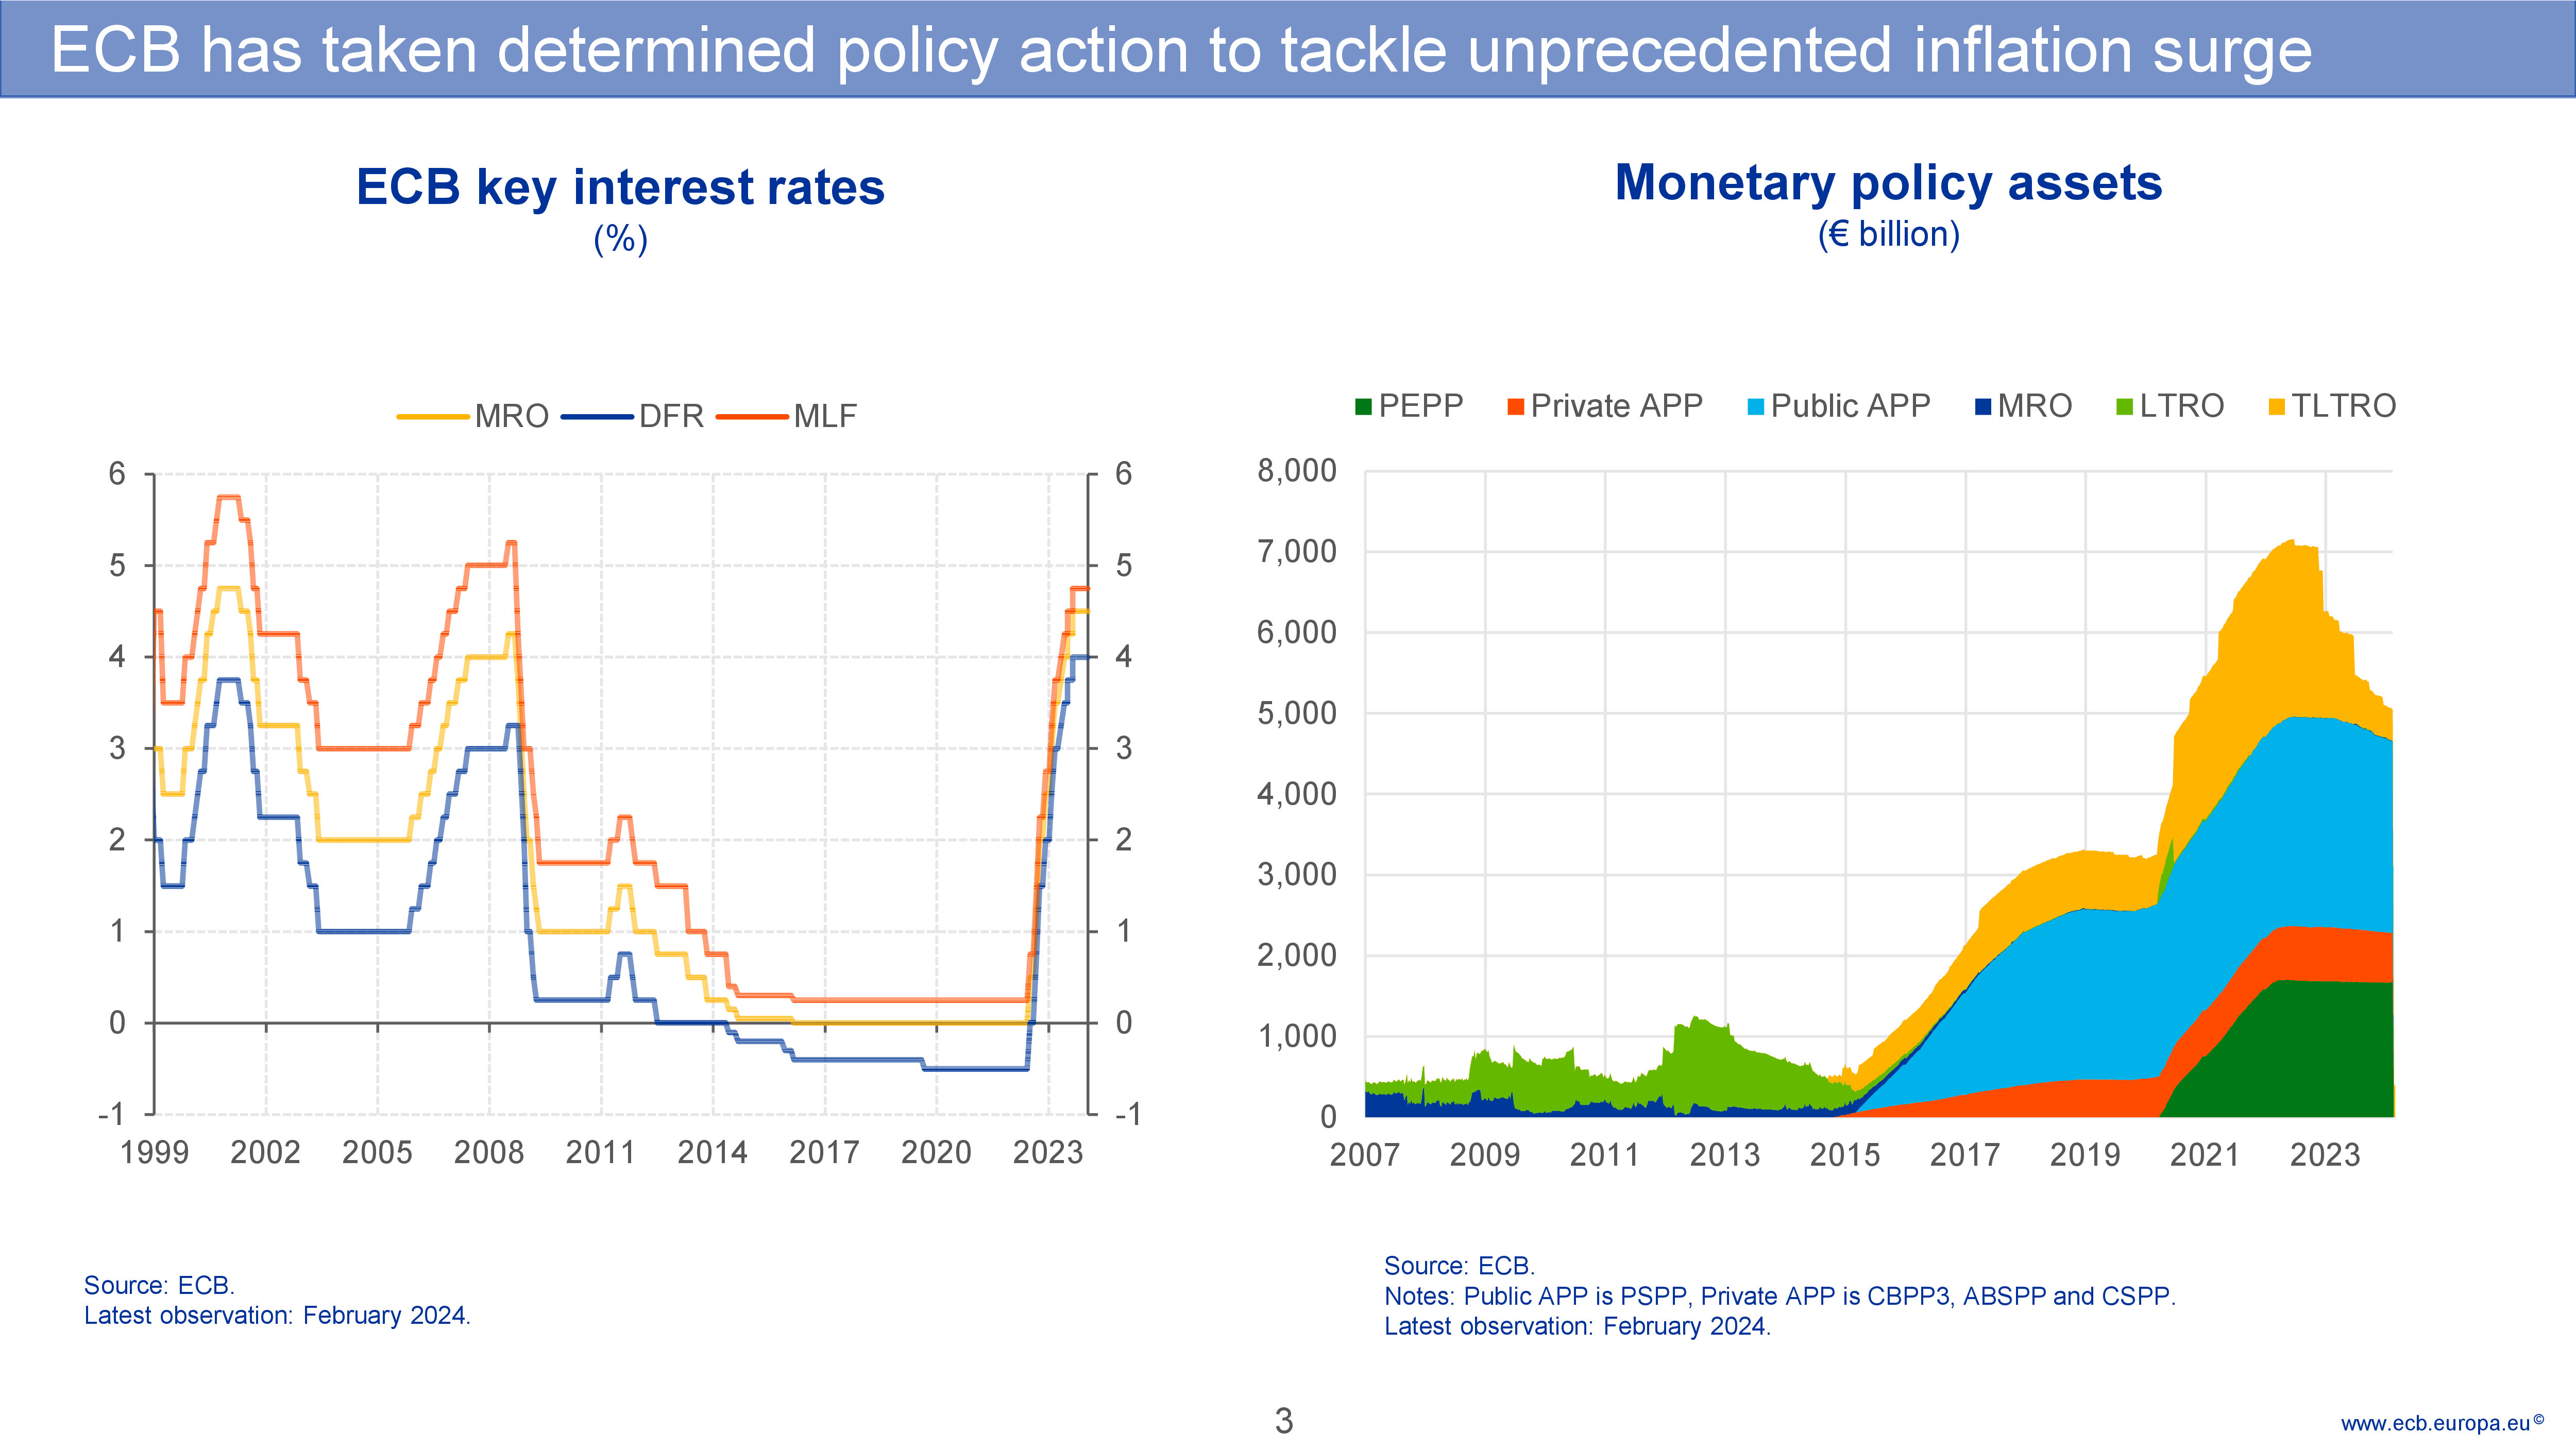 ECB has taken determined policy action to tackle unprecedented inflation surge
ECB key interest rates
(%)
MRO DFR MLF
6 6
5 5
4 4
3 3
2 2
1 1
0 0
-1 -1
1999 2002 2005 2008 2011 2014 2017 2020 2023
Source: ECB.
Latest observation: February 2024.
Monetary policy assets
(€ billion)
PEPP Private APP Public APP MRO LTRO TLTRO
8,000
7,000
6,000
5,000
4,000
3,000
2,000
1,000
0
2007 2009 2011 2013 2015 2017 2019 2021 2023
Source: ECB.
Notes: Public APP is PSPP, Private APP is CBPP3, ABSPP and CSPP.
Latest observation: February 2024.
3
www.ecb.europa.eu©